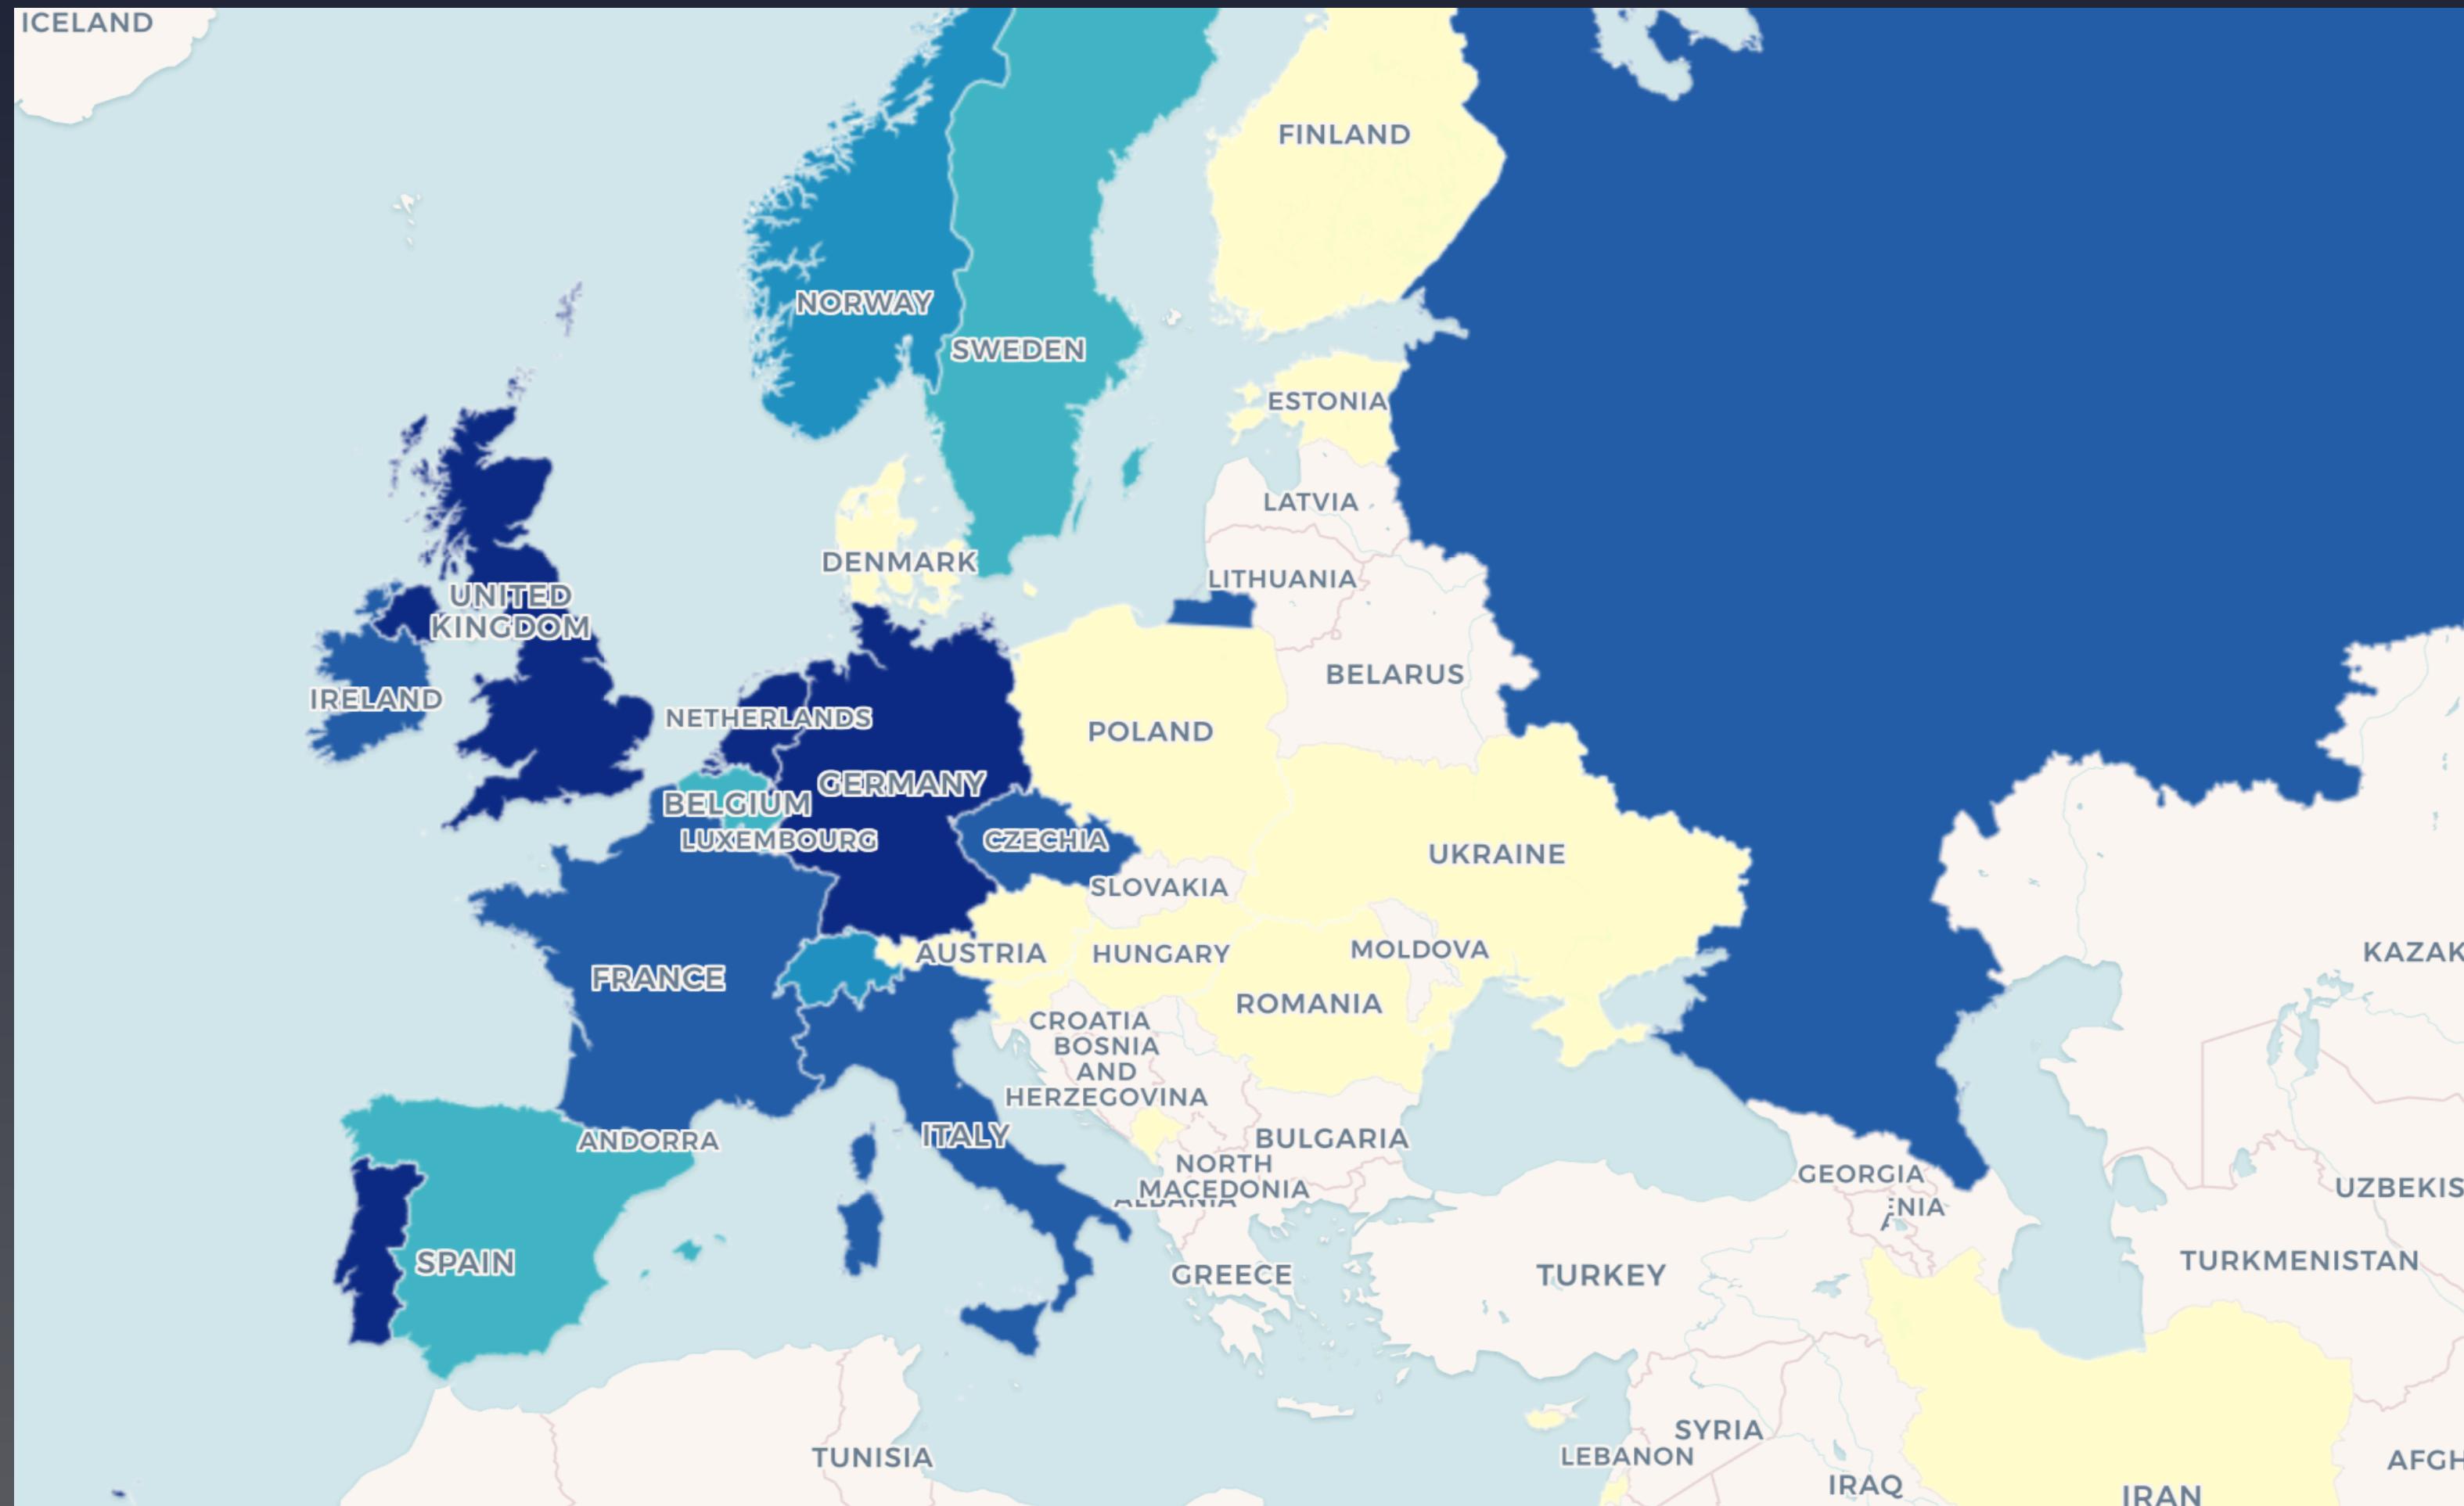 ICELAND
FINLAND
NORWAY
SWEDEN
ESTONIA
LATVIA
DENMARK
LITHUANIA
UNITED
KINGDOM
BELARUS
IRELAND
NETHERLANDS
POLAND
GERMANY
BELGIUM
LUXEMBOURG
CZECHIA
UKRAINE
SLOVAKIA
AUSTRIA
HUNGARY
MOLDOVA
KAZAK
FRANCE
ROMANIA
CROATIA
BOSNIA
AND
HERZEGOVINA
ANDORRA
ITALY
BULGARIA
NORTH
MACEDONIA
ALBANIA
GEORGIA
UZBEKIS
ENIA
SPAIN
GREECE
TURKEY
TURKMENISTAN
SYRIA
LEBANON
TUNISIA
IRAQ
AFGH
IRAN